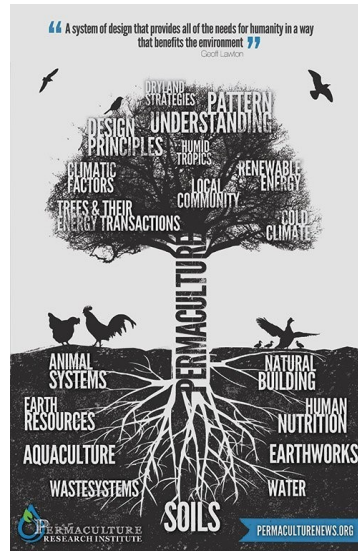 “ A system of design that provides all of the needs for humanity in a way
that benefits the environment ”
Geoff Lawton
DRYLAND
STRATEGIES
PATTERN
UNDERSTANDING
DESIGN
PRINCIPLES
HUMID
TROPICS
CLIMATIC
FACTORS
RENEWABLE
ENERGY
LOCAL
COMMUNITY
TREES & THEIR
ENERGY TRANSACTIONS
COLD
CLIMATE
PERMACULTURE
ANIMAL
SYSTEMS
NATURAL
BUILDING
EARTH
RESOURCES
HUMAN
NUTRITION
AQUACULTURE
EARTHWORKS
WASTESYSTEMS
WATER
SOILS
PERMACULTURE
RESEARCH INSTITUTE
PERMACULTURENEWS.ORG